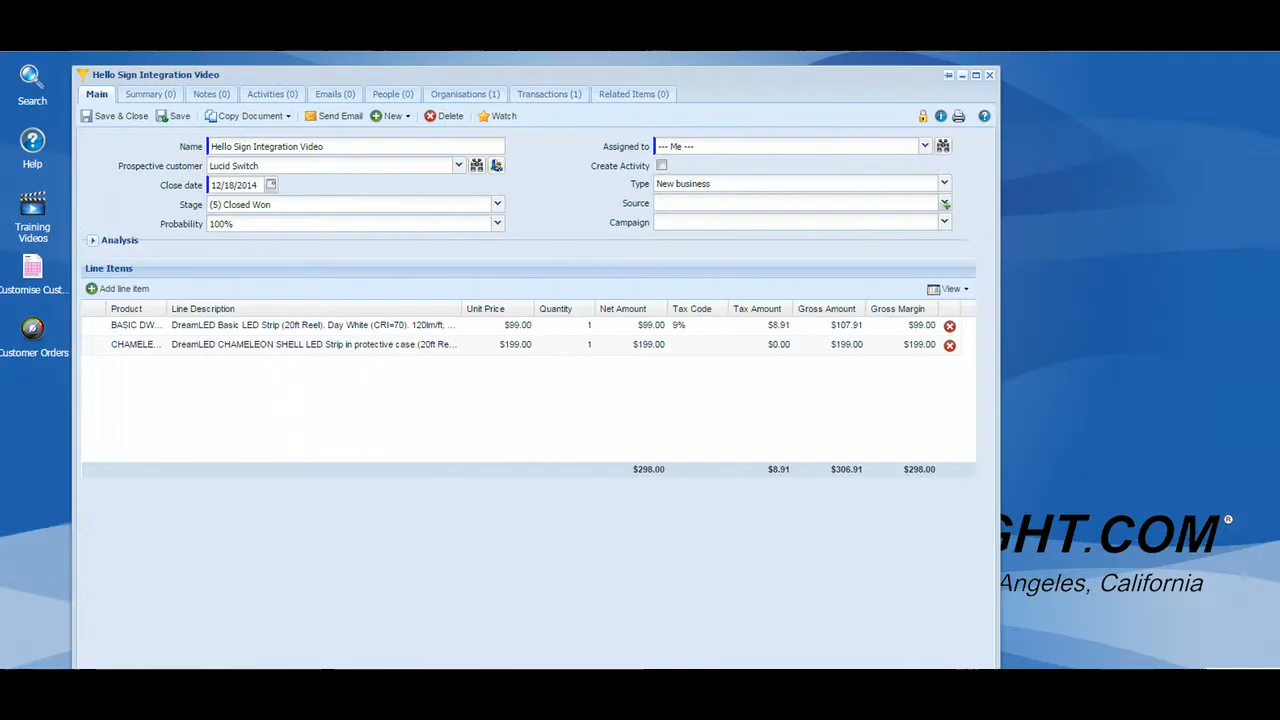 Hello Sign Integration Video
Main Summary (0) Notes (0) Activities (0) Emails (0) People (0) Organisations (1) Transactions (1) Related Items (0)
Save & Close Save Copy Document Send Email New Delete Watch
Name Hello Sign Integration Video Assigned to --- Me ---
Prospective customer Lucid Switch Create Activity
Close date 12/18/2014 Type New business
Stage (5) Closed Won Source
Probability 100% Campaign
Analysis
Line Items
Add line item View
Product Line Description Unit Price Quantity Net Amount Tax Code Tax Amount Gross Amount Gross Margin
BASIC DW... DreamLED Basic LED Strip (20ft Reel). Day White (CRI=70). 120lm/ft, ... $99.00 1 $99.00 9% $8.91 $107.91 $99.00
CHAMELE... DreamLED CHAMELEON SHELL LED Strip in protective case (20ft Re... $199.00 1 $199.00 $0.00 $199.00 $199.00
$298.00 $8.91 $306.91 $298.00
Search
Help
Training
Videos
Customise Cust...
Customer Orders
GHT.COM®
Angeles, California